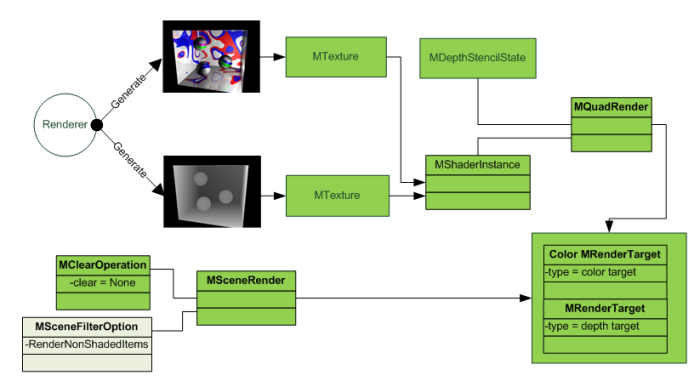 Renderer
Generate
Generate
MTexture
MTexture
MDepthStencilState
MQuadRender
MShaderInstance
MClearOperation
-clear = None
MSceneFilterOption
-RenderNonShadedItems
MSceneRender
Color MRenderTarget
-type = color target
MRenderTarget
-type = depth target